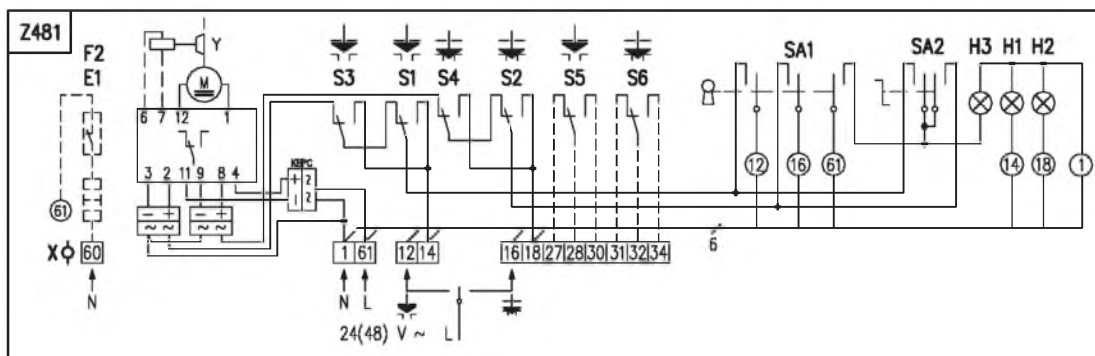 Z481
F2
E1
Y
M
S3 S1 S4 S2 S5 S6
SA1 SA2 H3 H1 H2
6 7 12 1
3 2 11 9 8 4
КВРС
+ ~
− ~
− +
~ ~
− +
~ ~
61
12 16 61 14 18 1
6
X 60
1 61 12 14 16 18 27 28 30 31 32 34
N
N L
24(48) V ~ L